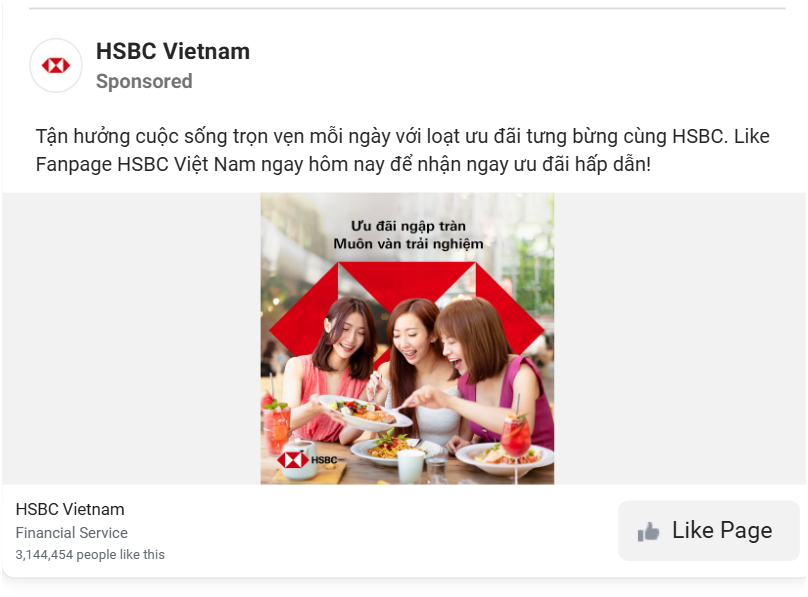 HSBC Vietnam
Sponsored
Tận hưởng cuộc sống trọn vẹn mỗi ngày với loạt ưu đãi tưng bừng cùng HSBC. Like
Fanpage HSBC Việt Nam ngay hôm nay để nhận ngay ưu đãi hấp dẫn!
Ưu đãi ngập tràn
Muôn vàn trải nghiệm
HSBC
HSBC Vietnam
Financial Service
3,144,454 people like this
Like Page